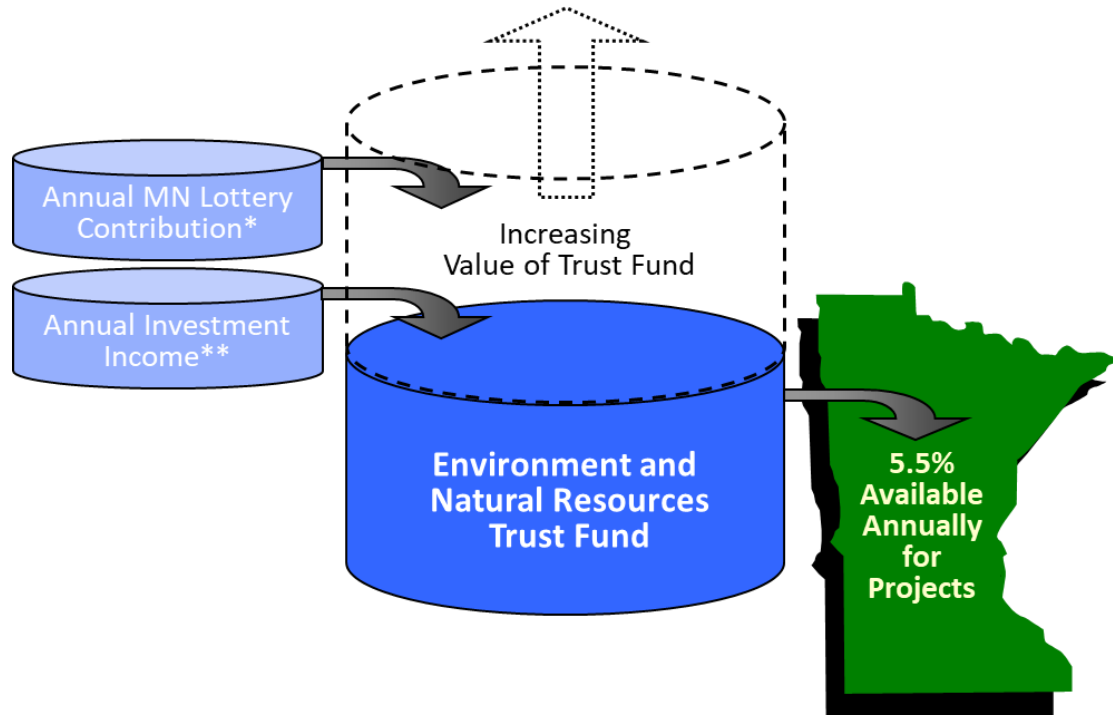 Annual MN Lottery
Contribution*
Increasing
Value of Trust Fund
Annual Investment
Income**
Environment and
Natural Resources
Trust Fund
5.5%
Available
Annually
for
Projects